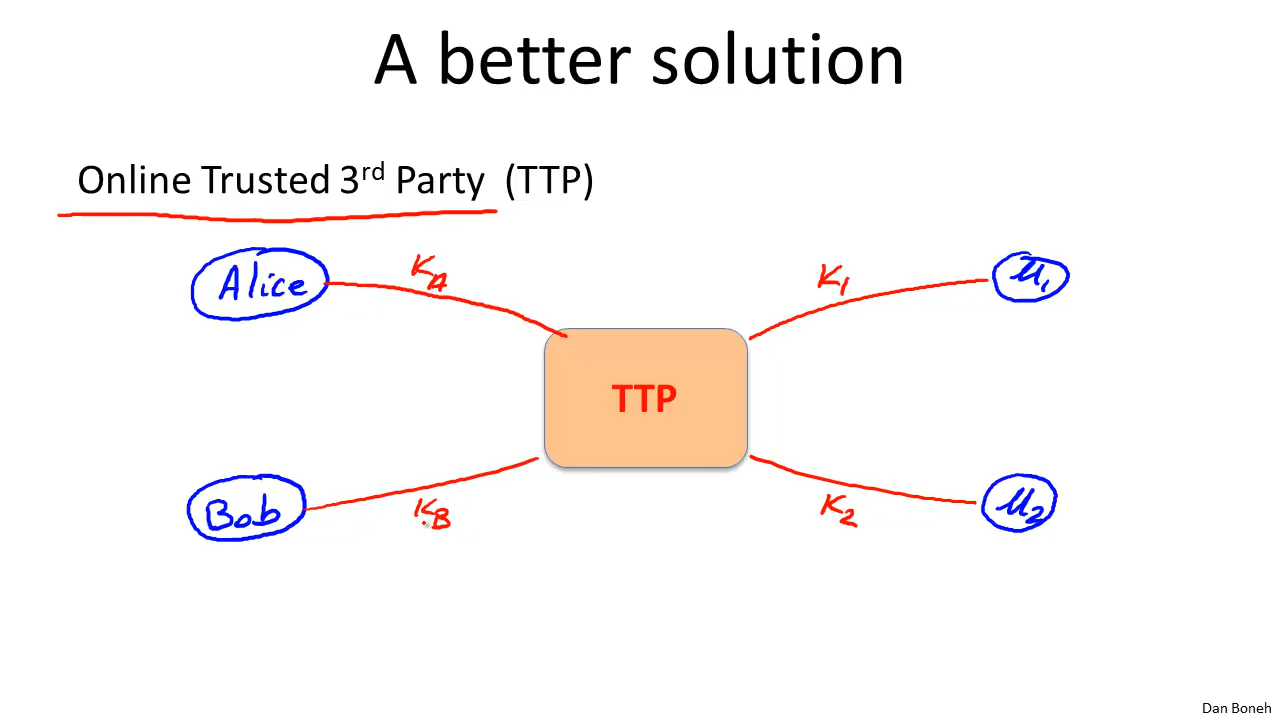 A better solution
Online Trusted 3rd Party (TTP)
Alice
KA
K1
u1
TTP
Bob
KB
K2
u2
Dan Boneh